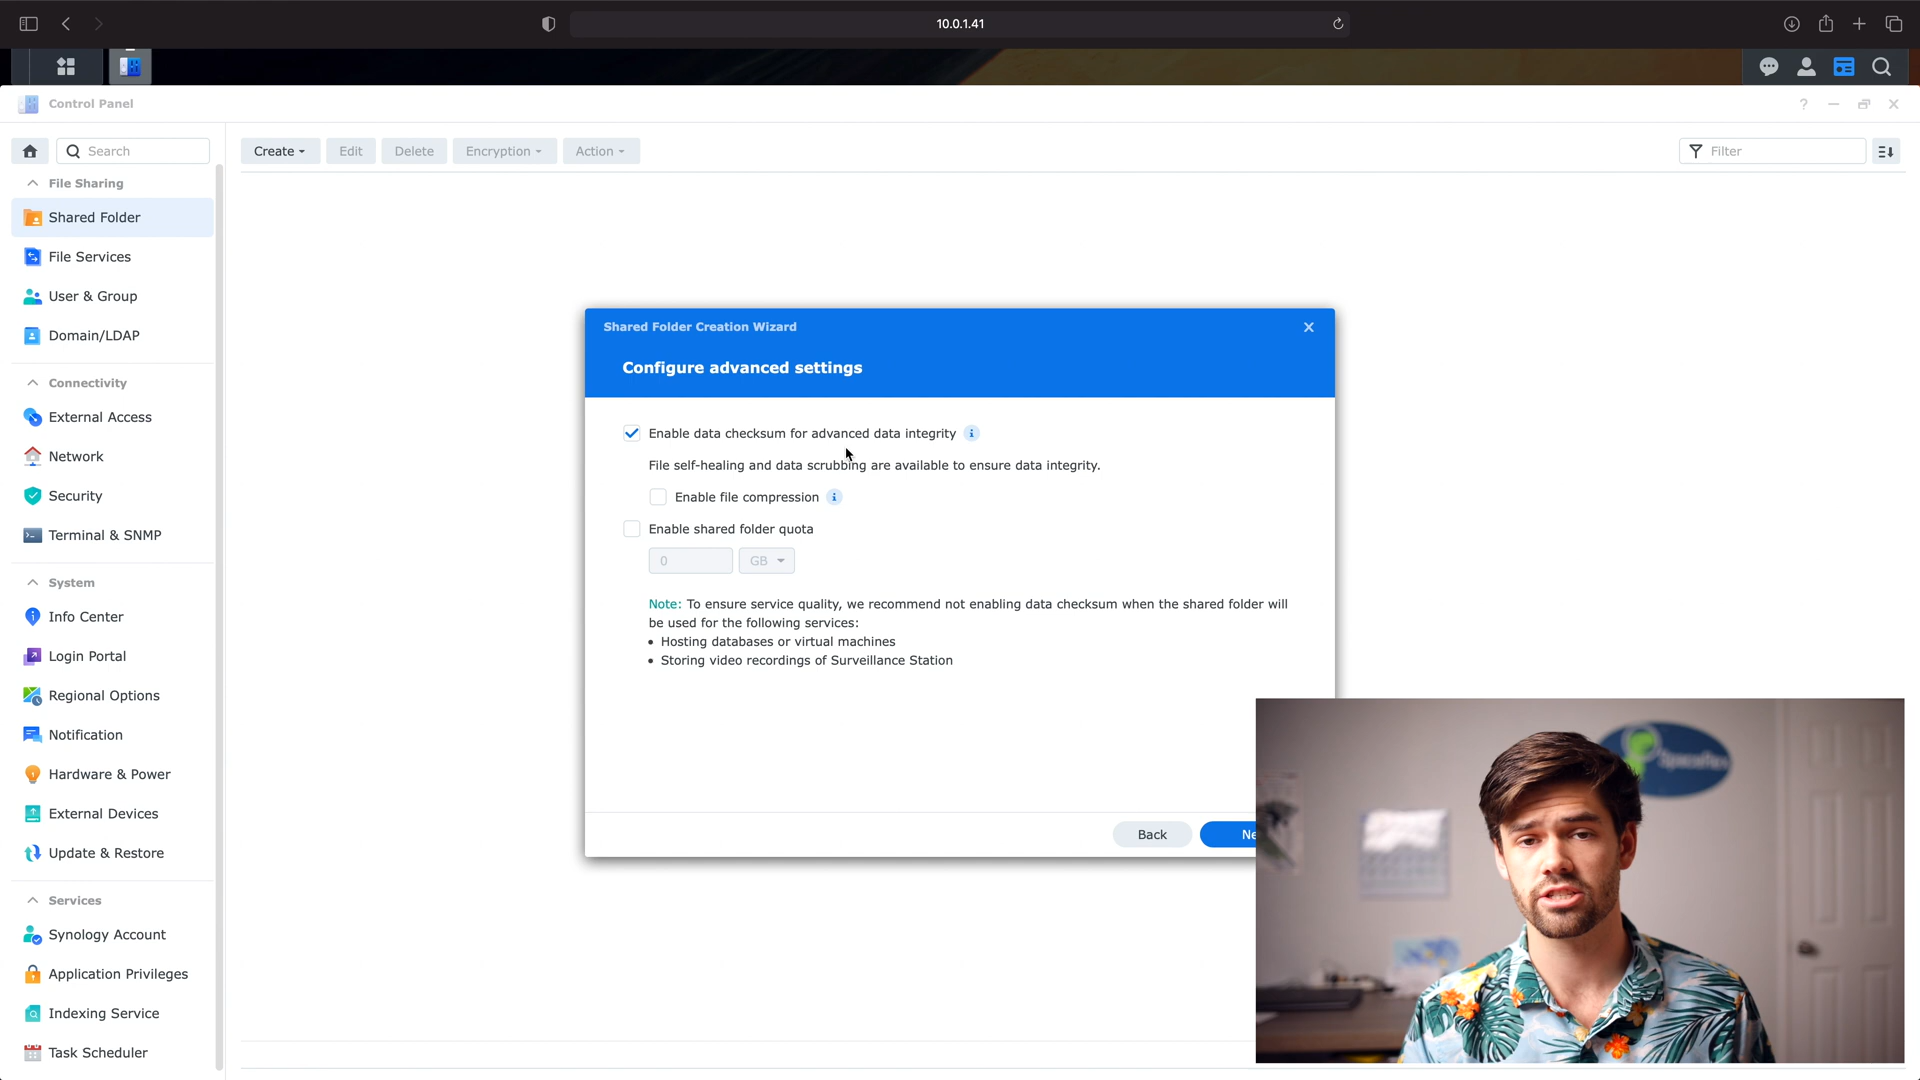 10.0.1.41
Control Panel
Search
Create
Edit
Delete
Encryption
Action
Filter
File Sharing
Shared Folder
File Services
User & Group
Domain/LDAP
Connectivity
External Access
Network
Security
Terminal & SNMP
System
Info Center
Login Portal
Regional Options
Notification
Hardware & Power
External Devices
Update & Restore
Services
Synology Account
Application Privileges
Indexing Service
Task Scheduler
Shared Folder Creation Wizard
Configure advanced settings
Enable data checksum for advanced data integrity
File self-healing and data scrubbing are available to ensure data integrity.
Enable file compression
Enable shared folder quota
0
GB
Note: To ensure service quality, we recommend not enabling data checksum when the shared folder will
be used for the following services:
• Hosting databases or virtual machines
• Storing video recordings of Surveillance Station
Back
Ne
SpaceRex